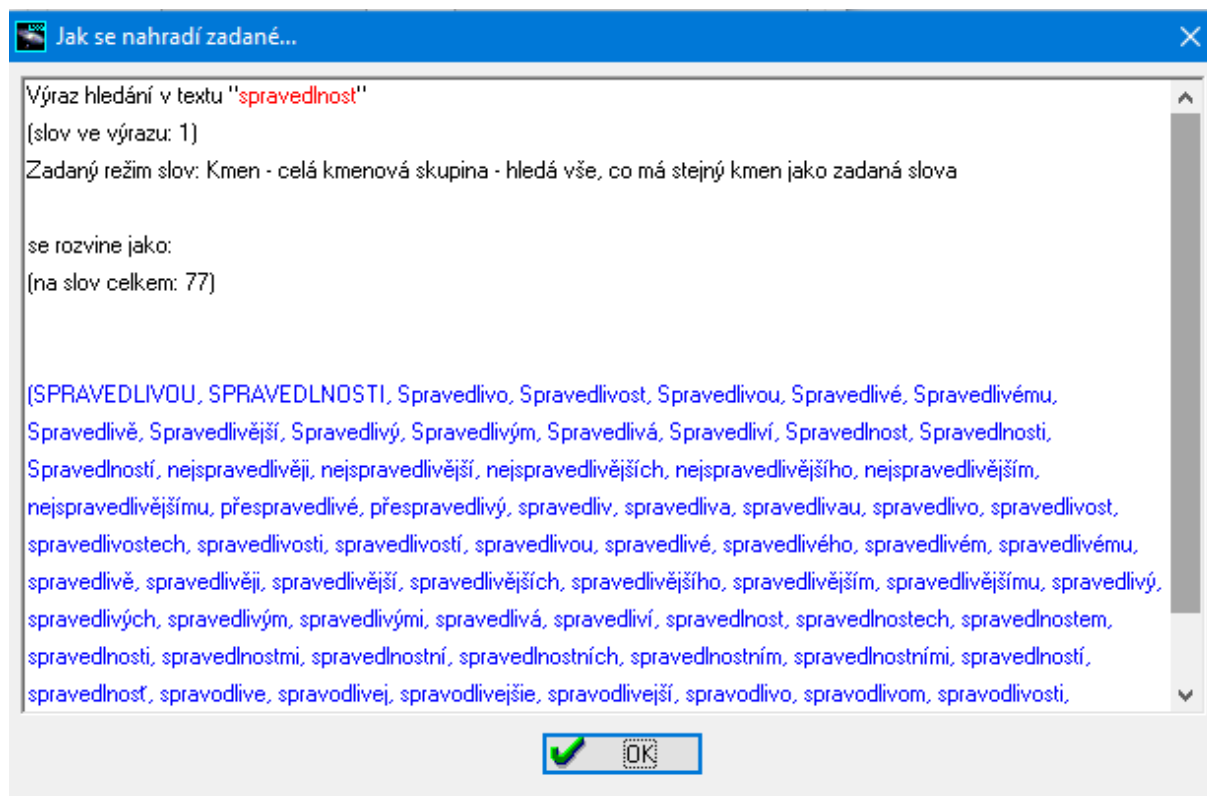 Jak se nahradí zadané...
Výraz hledání v textu "spravedlnost"
(slov ve výrazu: 1)
Zadaný režim slov: Kmen - celá kmenová skupina - hledá vše, co má stejný kmen jako zadaná slova
se rozvine jako:
(na slov celkem: 77)
(SPRAVEDLIVOU, SPRAVEDLNOSTI, Spravedlivo, Spravedlivost, Spravedlivou, Spravedlivé, Spravedlivému,
Spravedlivě, Spravedlivější, Spravedlivý, Spravedlivým, Spravedlivá, Spravedliví, Spravedlnost, Spravedlnosti,
Spravedlností, nejspravedlivěji, nejspravedlivější, nejspravedlivějších, nejspravedlivějšího, nejspravedlivějším,
nejspravedlivějšímu, přespravedlivé, přespravedlivý, spravedliv, spravedliva, spravedlivau, spravedlivo, spravedlivost,
spravedlivostech, spravedlivosti, spravedlivostí, spravedlivou, spravedlivé, spravedlivého, spravedlivém, spravedlivému,
spravedlivě, spravedlivěji, spravedlivější, spravedlivějších, spravedlivějšího, spravedlivějším, spravedlivějšímu, spravedlivý,
spravedlivých, spravedlivým, spravedlivými, spravedlivá, spravedliví, spravedlnost, spravedlnostech, spravedlnostem,
spravedlnosti, spravedlnostmi, spravedlnostní, spravedlnostních, spravedlnostním, spravedlnostními, spravedlností,
spravedlnosť, spravodlive, spravodlivej, spravodlivejšie, spravodlivejší, spravodlivo, spravodlivom, spravodlivosti,
OK